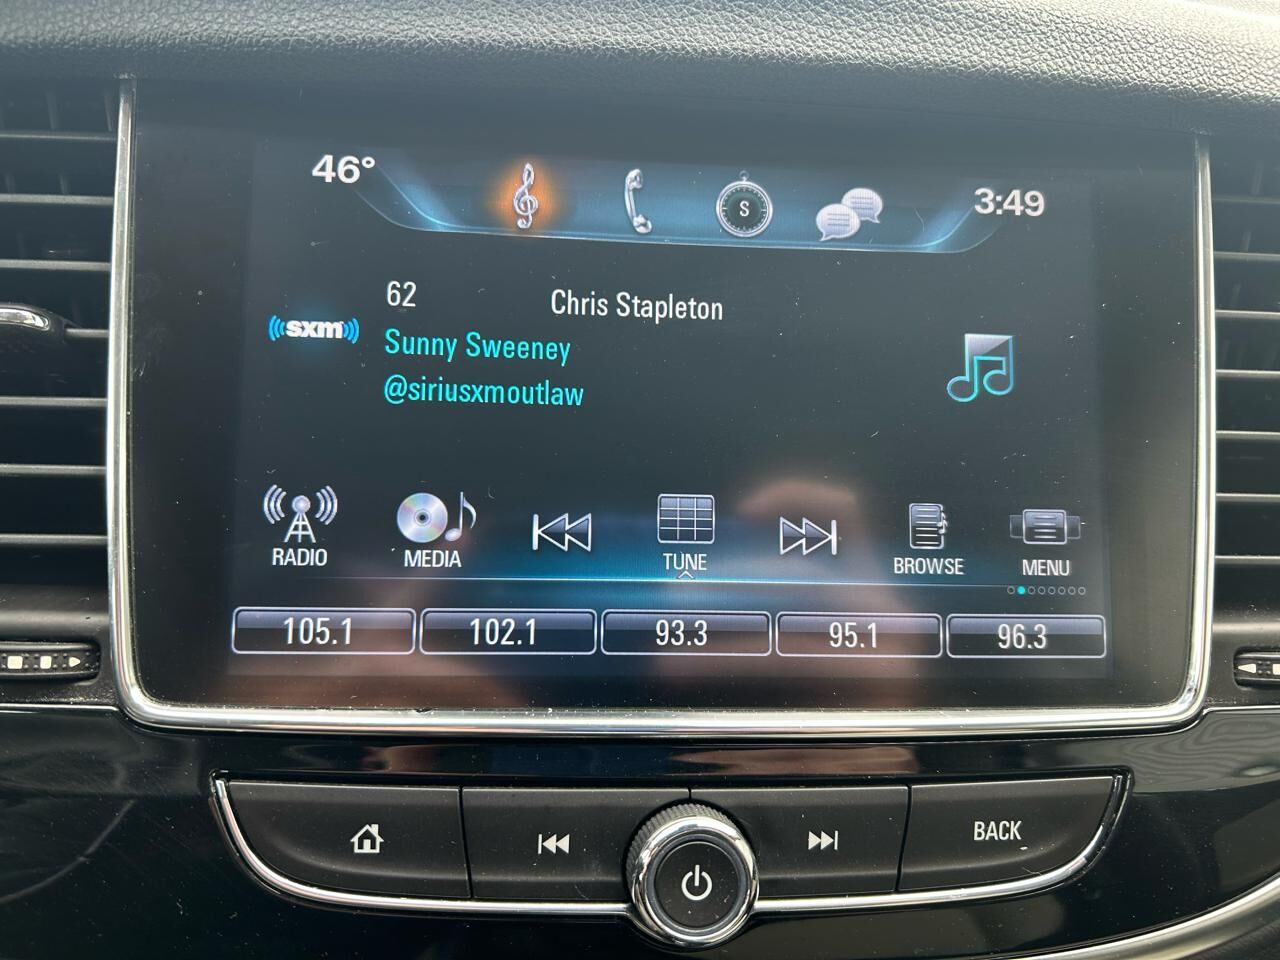 46°
S
3:49
62
Chris Stapleton
sxm
Sunny Sweeney
@siriusxmoutlaw
RADIO
MEDIA
TUNE
BROWSE
MENU
105.1
102.1
93.3
95.1
96.3
BACK